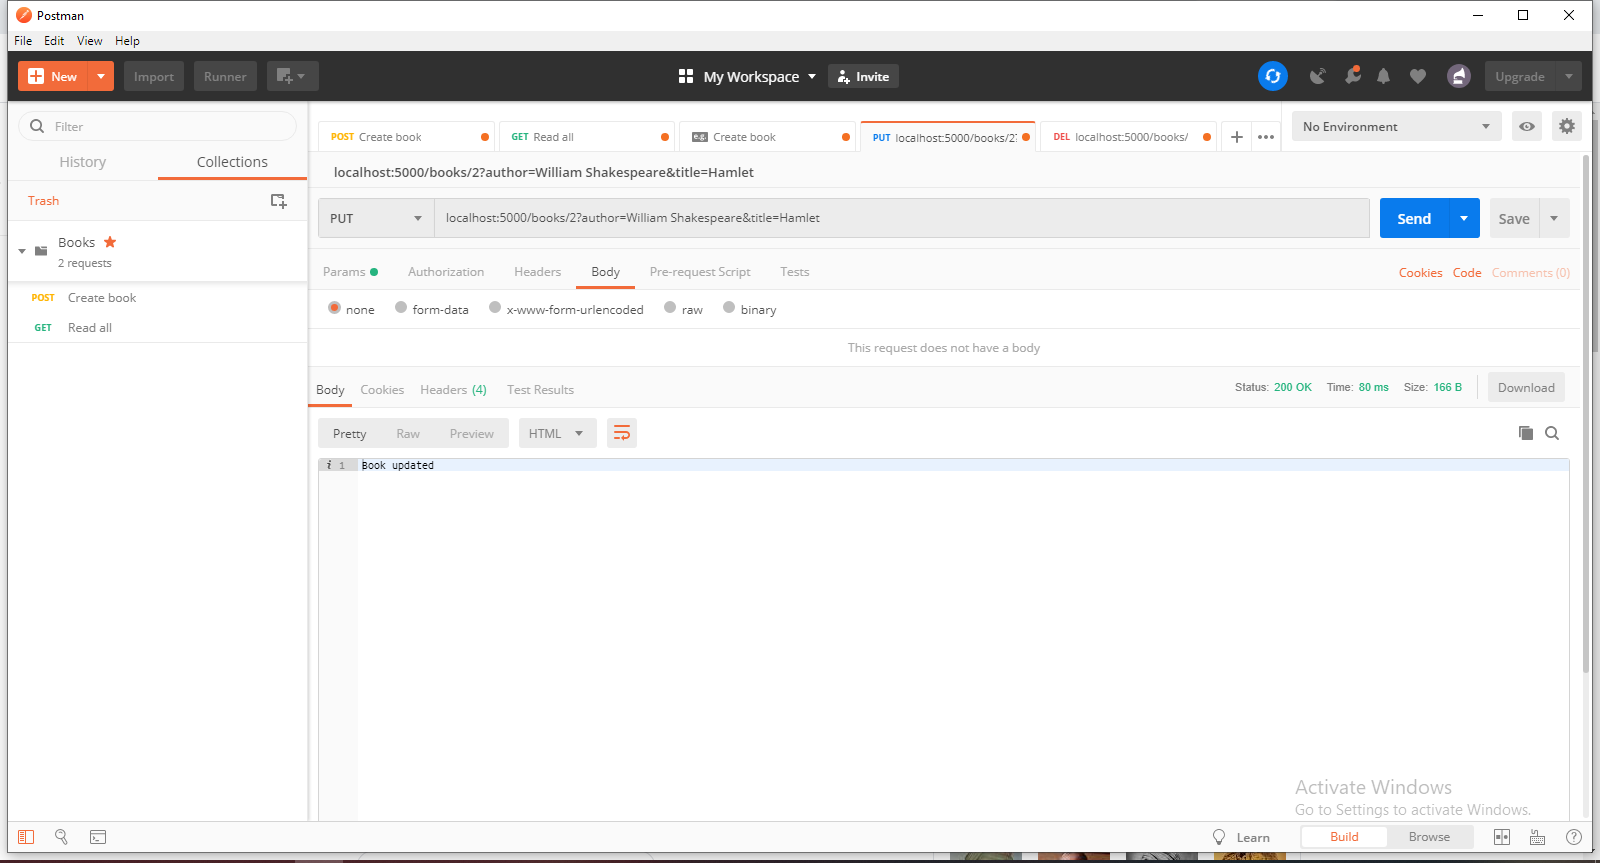 Postman
File Edit View Help
New Import Runner My Workspace Invite Upgrade
Filter
History Collections
Trash
Books
2 requests
POST Create book
GET Read all
POST Create book GET Read all e.g. Create book PUT localhost:5000/books/2? DEL localhost:5000/books/ + ••• No Environment
localhost:5000/books/2?author=William Shakespeare&title=Hamlet
PUT localhost:5000/books/2?author=William Shakespeare&title=Hamlet Send Save
Params Authorization Headers Body Pre-request Script Tests Cookies Code Comments (0)
none form-data x-www-form-urlencoded raw binary
This request does not have a body
Body Cookies Headers (4) Test Results Status: 200 OK Time: 80 ms Size: 166 B Download
Pretty Raw Preview HTML
i 1 Book updated
Activate Windows
Go to Settings to activate Windows.
Learn Build Browse